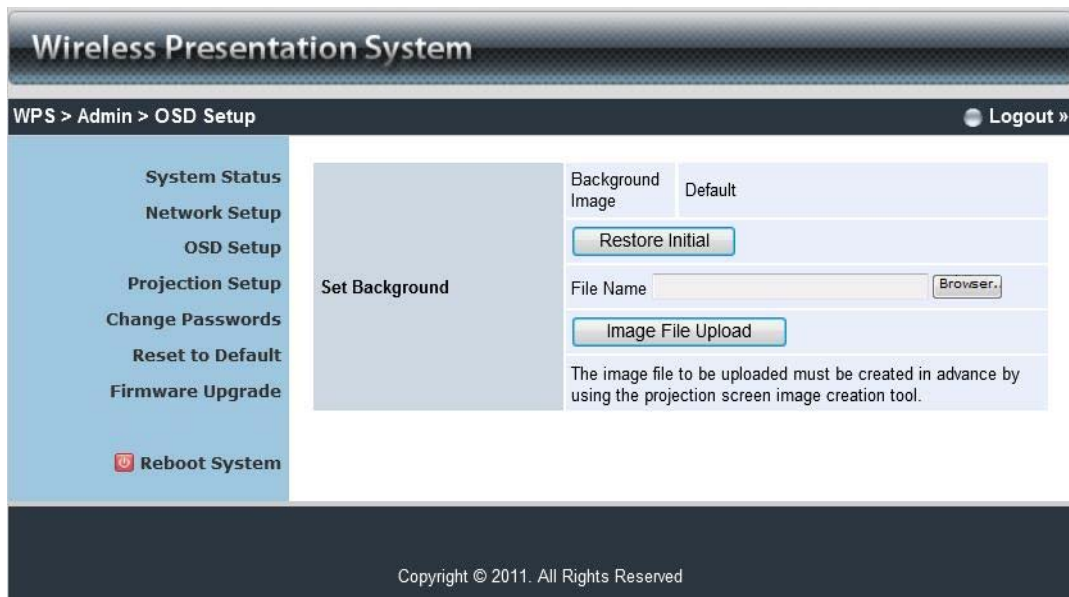 Wireless Presentation System
WPS > Admin > OSD Setup
Logout »
System Status
Network Setup
OSD Setup
Projection Setup
Change Passwords
Reset to Default
Firmware Upgrade
Reboot System
Set Background
Background
Image
Default
Restore Initial
File Name
Browser..
Image File Upload
The image file to be uploaded must be created in advance by
using the projection screen image creation tool.
Copyright © 2011. All Rights Reserved